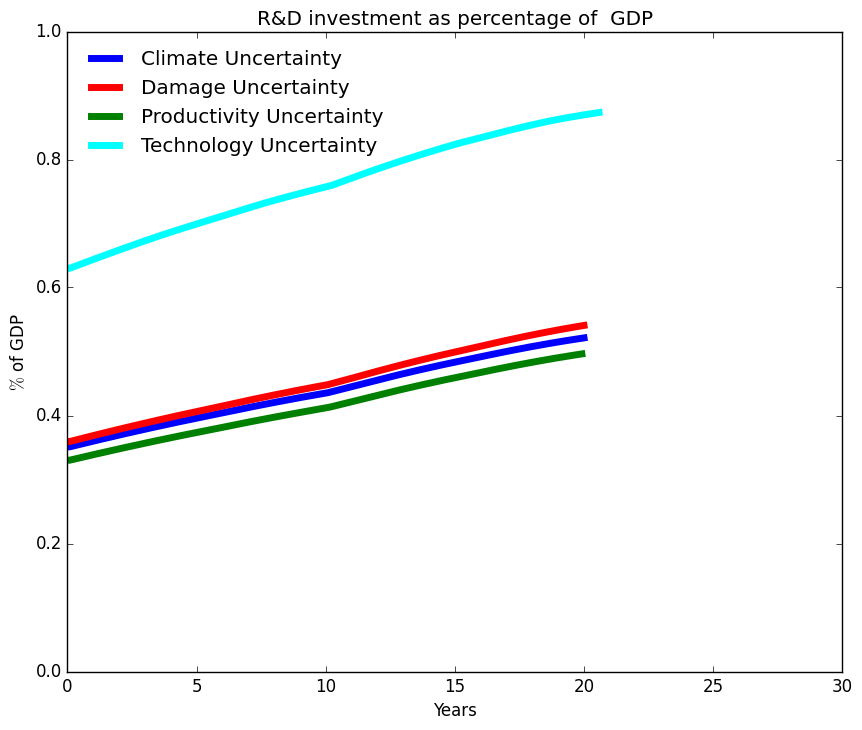 R&D investment as percentage of  GDP
Climate Uncertainty
Damage Uncertainty
Productivity Uncertainty
Technology Uncertainty
% of GDP
1.0
0.8
0.6
0.4
0.2
0.0
0 5 10 15 20 25 30
Years